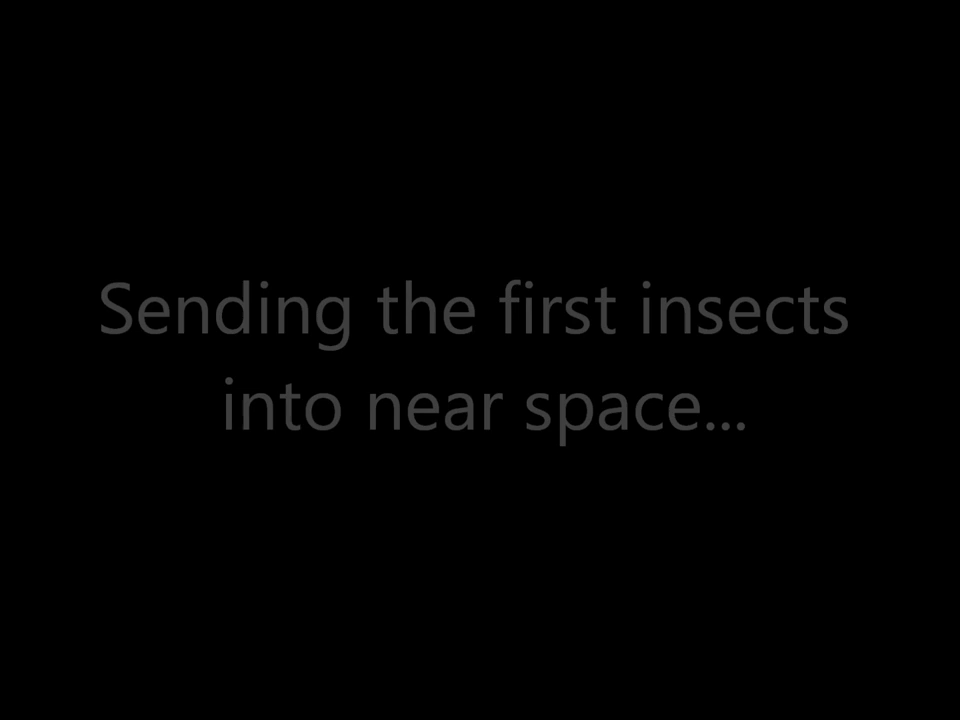 Sending the first insects
into near space...